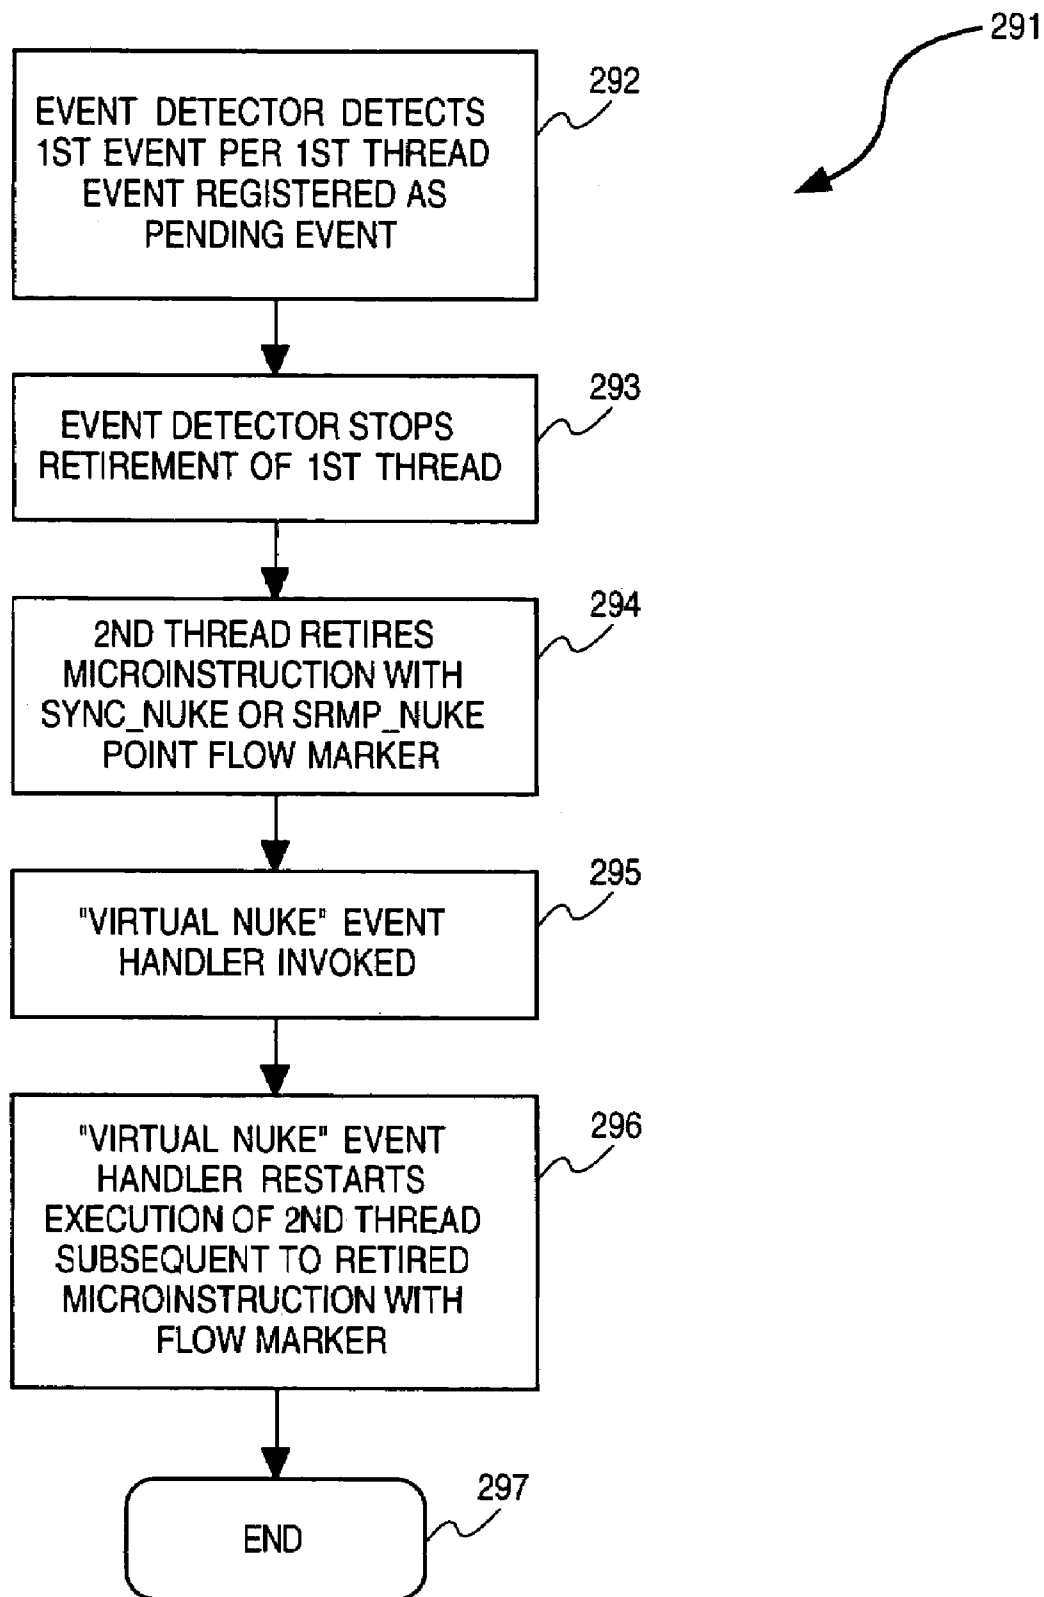 291
292
EVENT DETECTOR DETECTS
1ST EVENT PER 1ST THREAD
EVENT REGISTERED AS
PENDING EVENT
293
EVENT DETECTOR STOPS
RETIREMENT OF 1ST THREAD
294
2ND THREAD RETIRES
MICROINSTRUCTION WITH
SYNC_NUKE OR SRMP_NUKE
POINT FLOW MARKER
295
"VIRTUAL NUKE" EVENT
HANDLER INVOKED
296
"VIRTUAL NUKE" EVENT
HANDLER RESTARTS
EXECUTION OF 2ND THREAD
SUBSEQUENT TO RETIRED
MICROINSTRUCTION WITH
FLOW MARKER
297
END